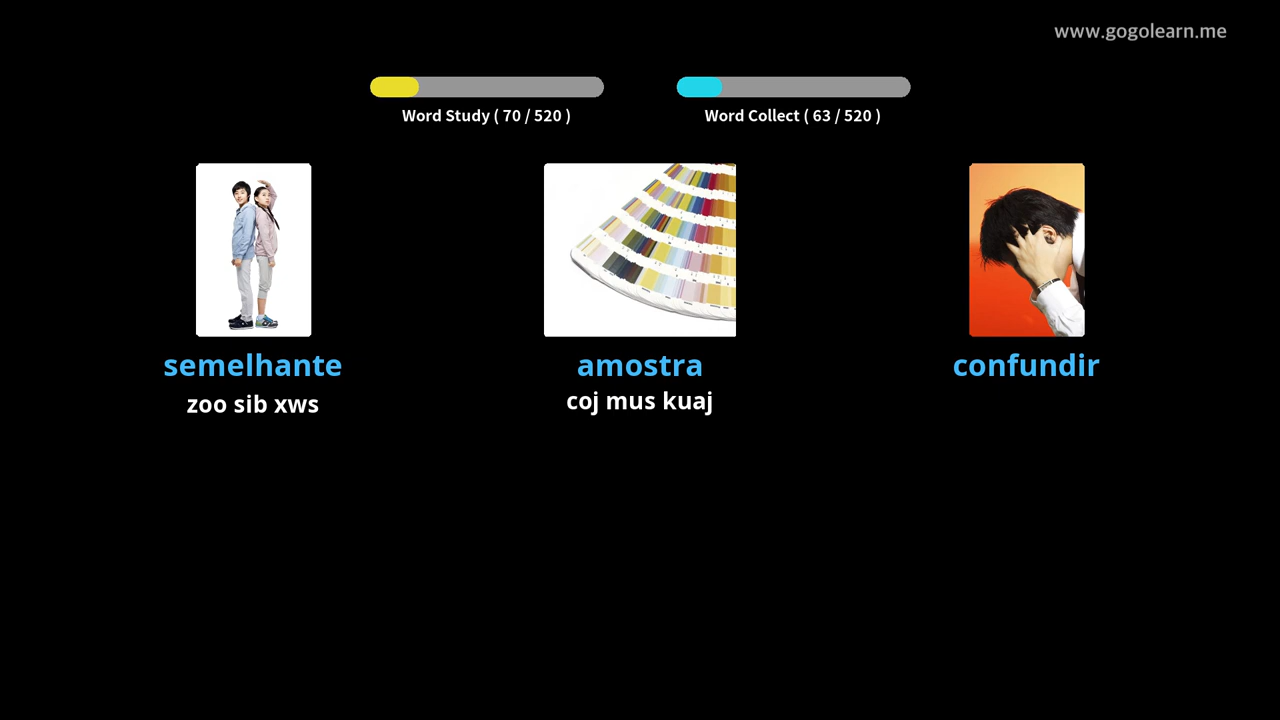 www.gogolearn.me
Word Study ( 70 / 520 )
Word Collect ( 63 / 520 )
semelhante
zoo sib xws
amostra
coj mus kuaj
confundir